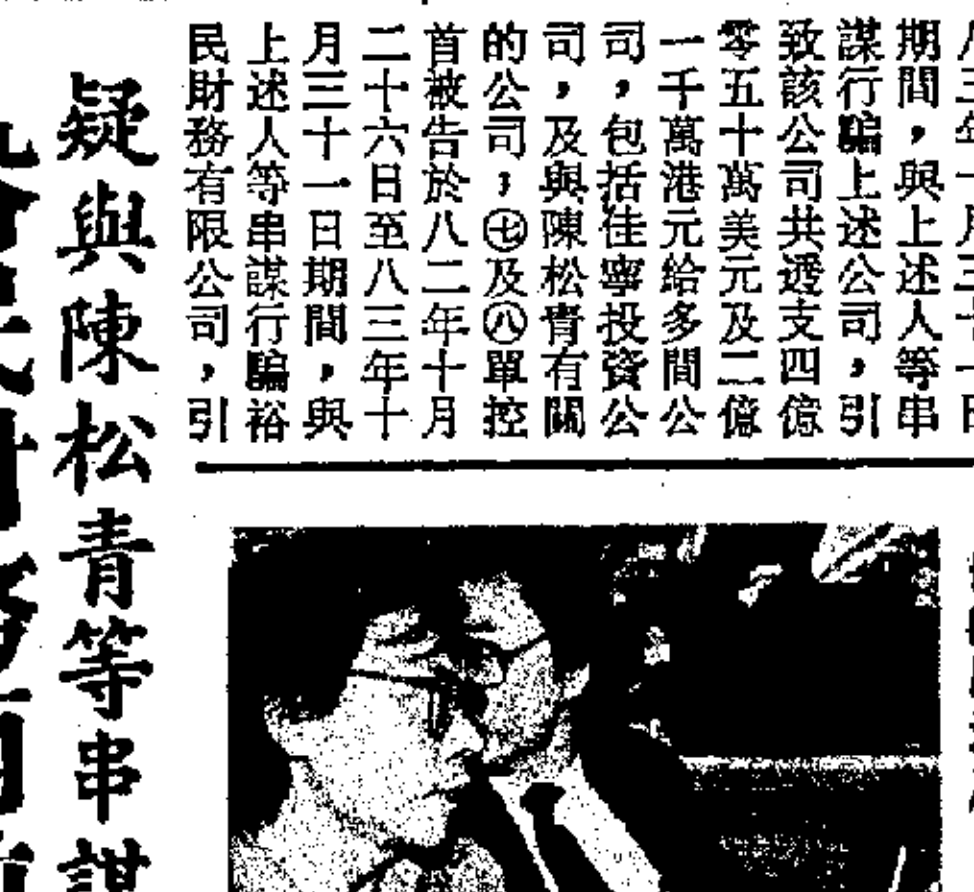 期間，與上述人等串
謀行騙上述公司，引
致該公司共透支四億
零五十萬美元及二億
一千萬港元給多間公
司，包括佳寧投資公
司，及與陳松青有關
的公司；㊆及㊇單控
首被告於八二年十月
二十六日至八三年十
月三十一日期間，與
上述人等串謀行騙裕
民財務有限公司，引
疑與陳松青等串謀